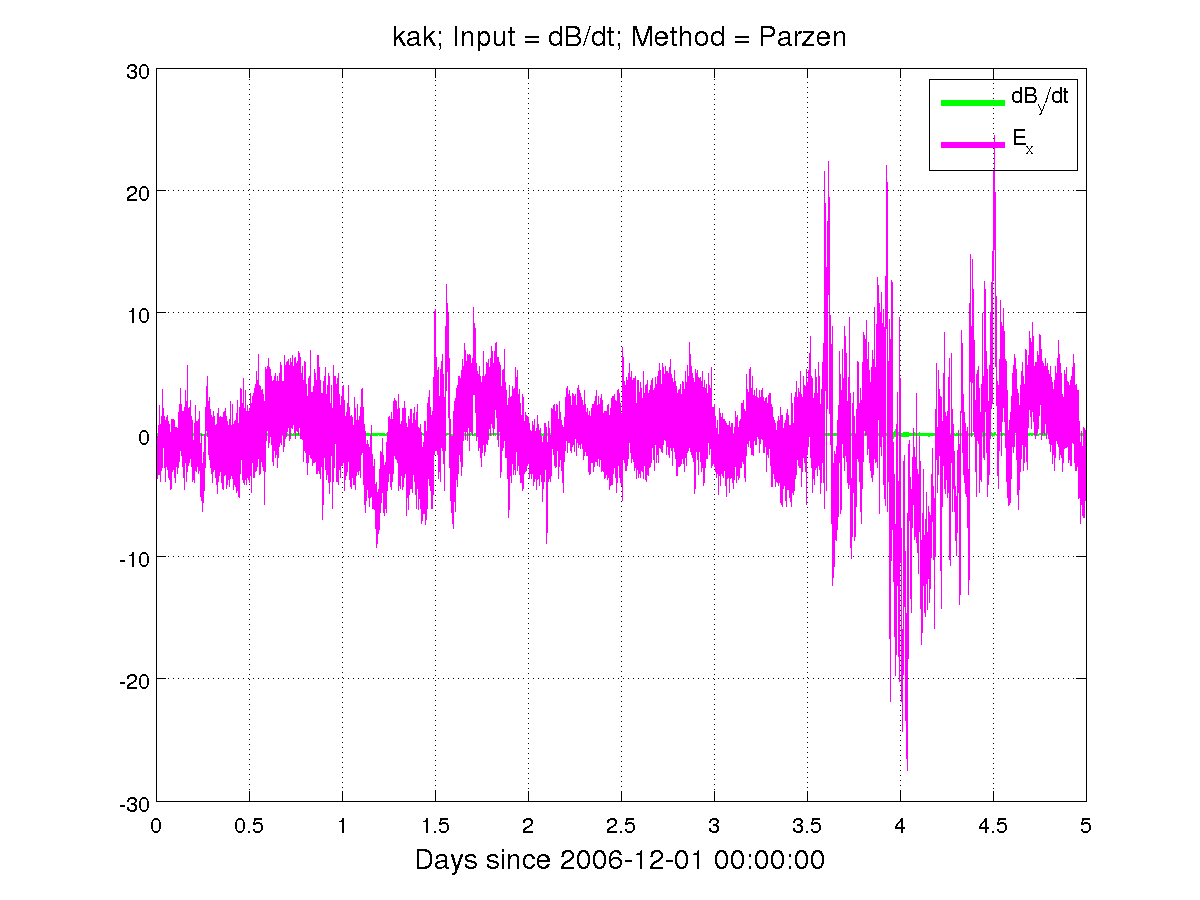 kak; Input = dB/dt; Method = Parzen
dB_y/dt
E_x
30
20
10
0
-10
-20
-30
0 0.5 1 1.5 2 2.5 3 3.5 4 4.5 5
Days since 2006-12-01 00:00:00